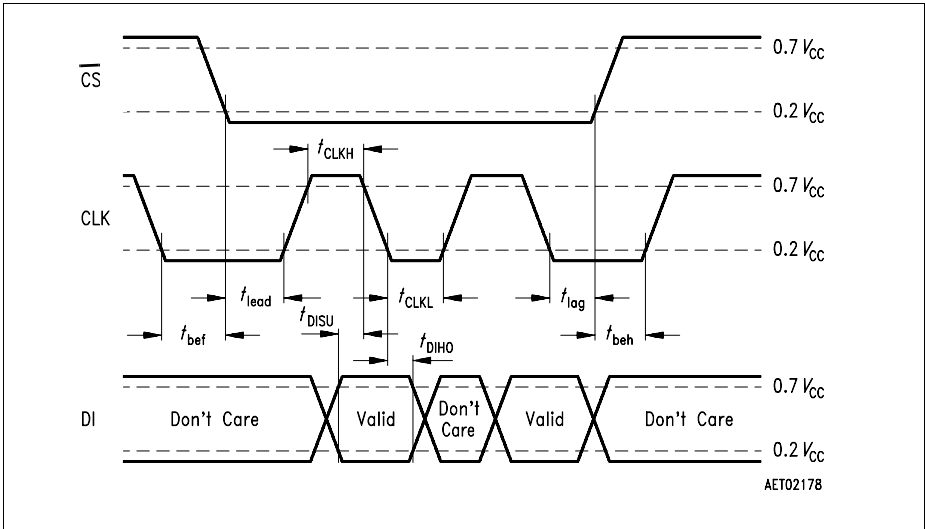 0.7 VCC
CS
0.2 VCC
tCLKH
0.7 VCC
CLK
0.2 VCC
tlead
tCLKL
tlag
tDISU
tbef
tDIHO
tbeh
0.7 VCC
DI
Don't Care
Valid
Don't
Care
Valid
Don't Care
0.2 VCC
AET02178